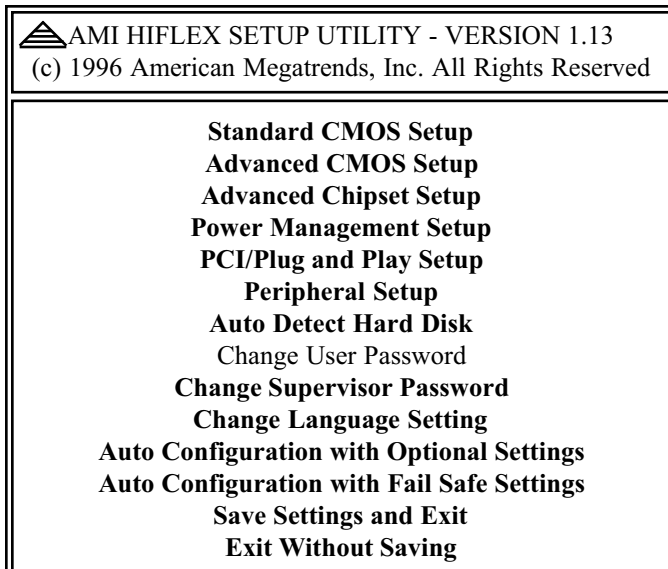 AMI HIFLEX SETUP UTILITY - VERSION 1.13
(c) 1996 American Megatrends, Inc. All Rights Reserved
Standard CMOS Setup
Advanced CMOS Setup
Advanced Chipset Setup
Power Management Setup
PCI/Plug and Play Setup
Peripheral Setup
Auto Detect Hard Disk
Change User Password
Change Supervisor Password
Change Language Setting
Auto Configuration with Optional Settings
Auto Configuration with Fail Safe Settings
Save Settings and Exit
Exit Without Saving